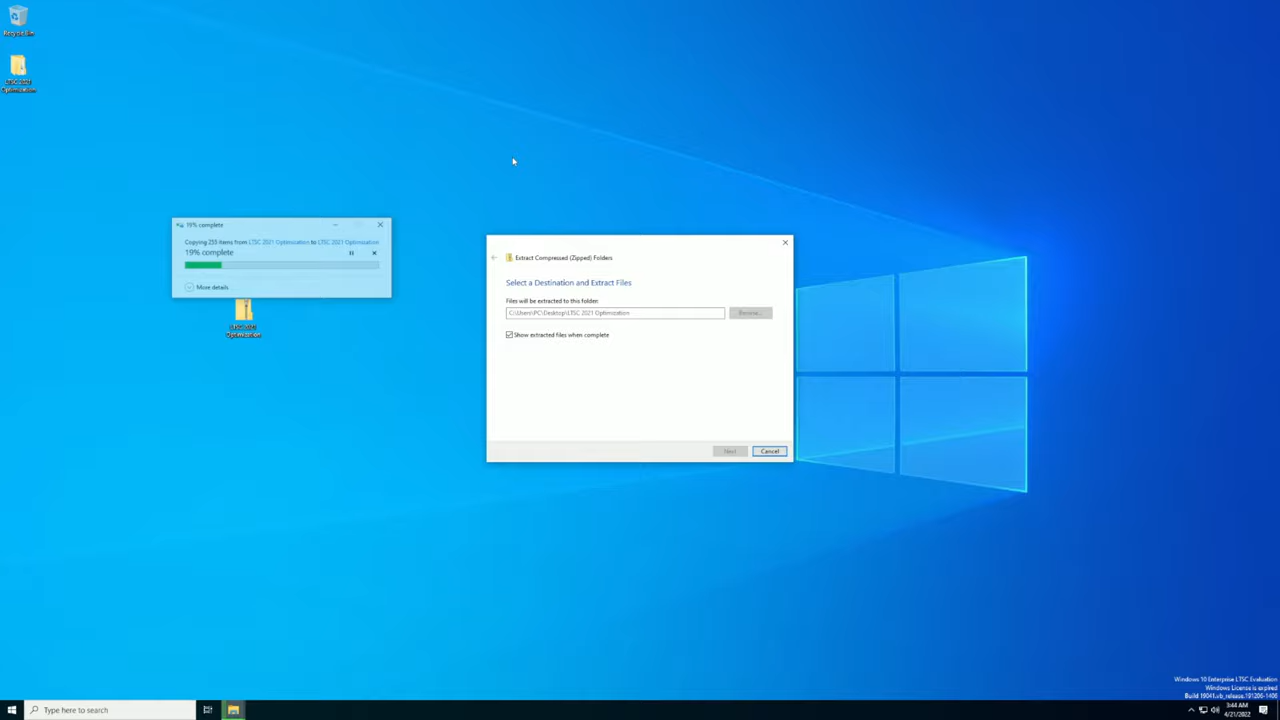 Recycle Bin
LTSC 2021
Optimization
19% complete
Copying 255 items from LTSC 2021 Optimization to LTSC 2021 Optimization
19% complete
More details
LTSC 2021
Optimization
Extract Compressed (Zipped) Folders
Select a Destination and Extract Files
Files will be extracted to this folder:
C:\Users\PC\Desktop\LTSC 2021 Optimization
Browse...
Show extracted files when complete
Next
Cancel
Windows 10 Enterprise LTSC Evaluation
Windows License is expired
Build 19041.vb_release.191206-1406
Type here to search
3:44 AM
4/21/2022